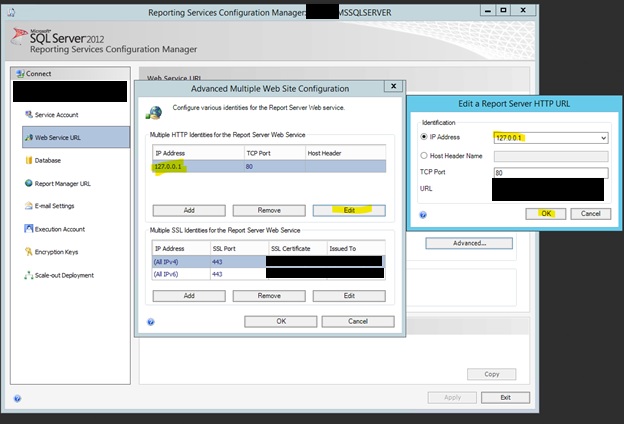 Reporting Services Configuration Manager: MSSQLSERVER
Microsoft
SQL Server 2012
Reporting Services Configuration Manager
Connect
Service Account
Web Service URL
Database
Report Manager URL
E-mail Settings
Execution Account
Encryption Keys
Scale-out Deployment
Web Service URL
Advanced...
Copy
Apply
Exit
Advanced Multiple Web Site Configuration
X
Configure various identities for the Report Server Web service.
Multiple HTTP Identities for the Report Server Web Service
IP Address TCP Port Host Header
127.0.0.1 80
Add Remove Edit
Multiple SSL Identities for the Report Server Web Service
IP Address SSL Port SSL Certificate Issued To
(All IPv4) 443
(All IPv6) 443
Add Remove Edit
OK Cancel
Edit a Report Server HTTP URL
Identification
IP Address 127.0.0.1
Host Header Name
TCP Port 80
URL
OK Cancel